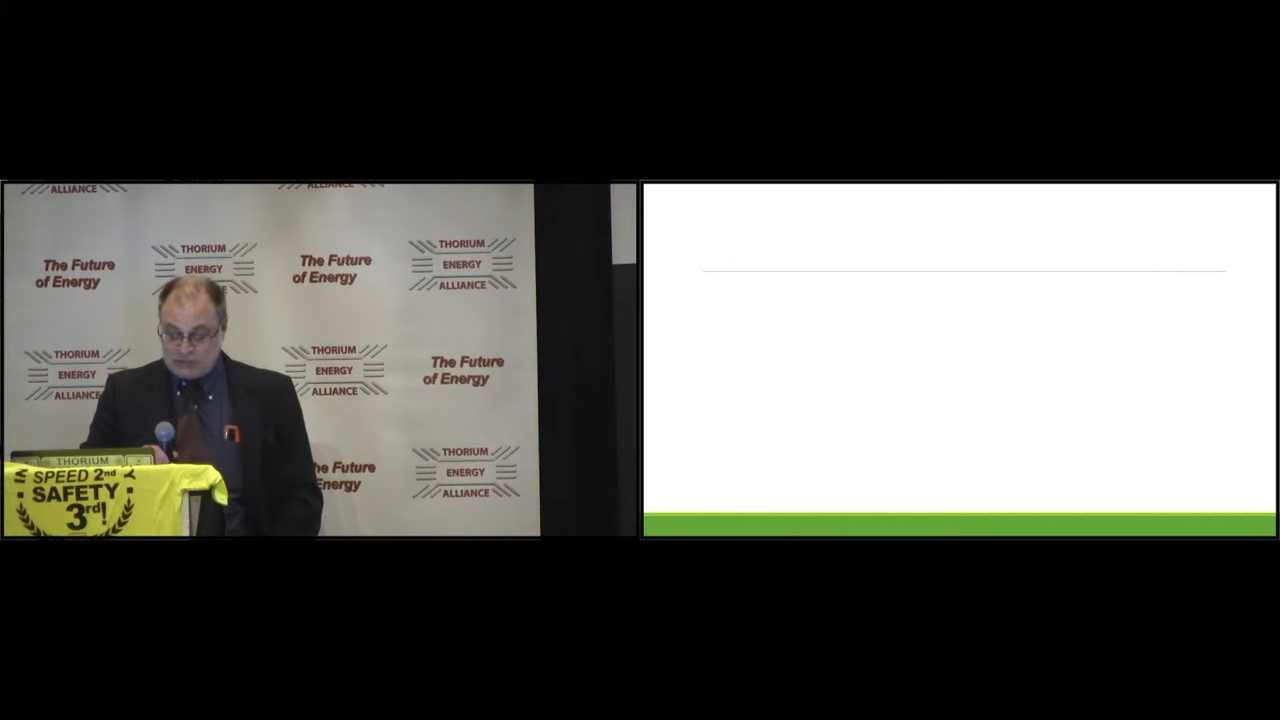 ALLIANCE
ALLIANCE
The Future
of Energy
THORIUM
ENERGY
The Future
of Energy
THORIUM
ENERGY
ALLIANCE
THORIUM
ENERGY
ALLIANCE
THORIUM
ENERGY
ALLIANCE
The Future
of Energy
THORIUM
SPEED 2nd
SAFETY
3rd!
he Future
Energy
THORIUM
ENERGY
ALLIANCE